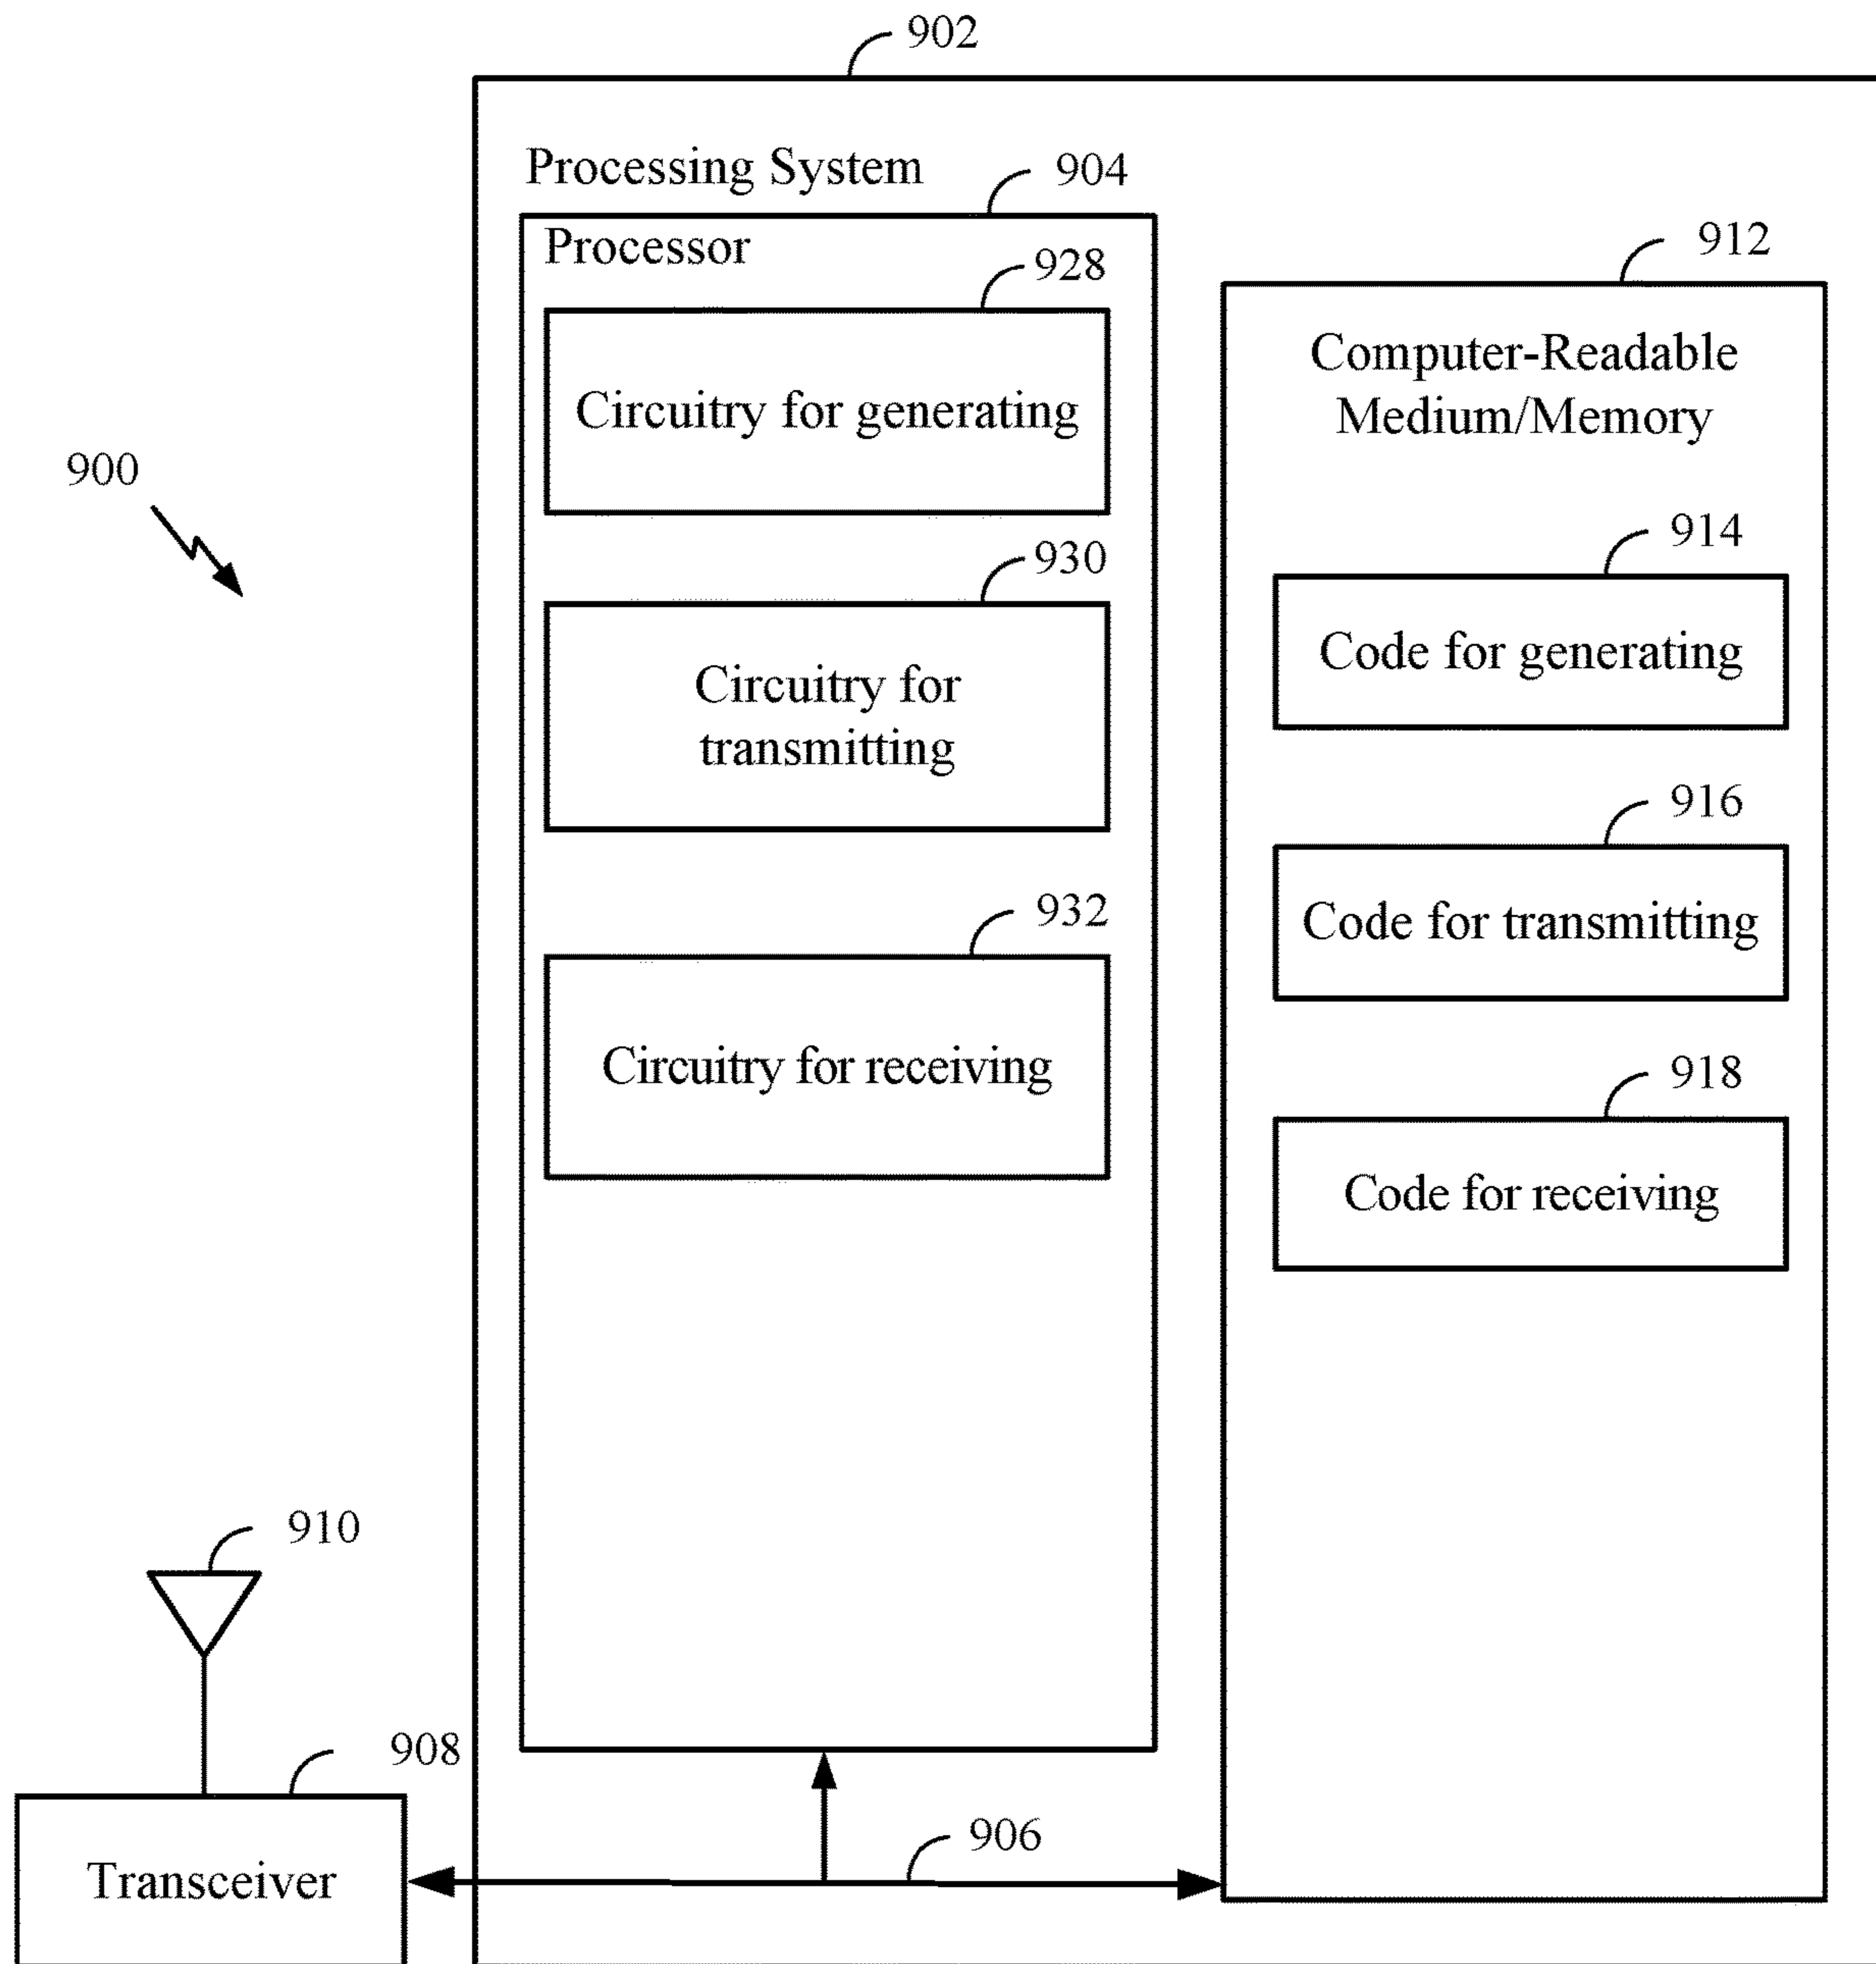 902
Processing System
904
Processor
928
Circuitry for generating
930
Circuitry for
transmitting
932
Circuitry for receiving
912
Computer-Readable
Medium/Memory
914
Code for generating
916
Code for transmitting
918
Code for receiving
900
910
908
Transceiver
906